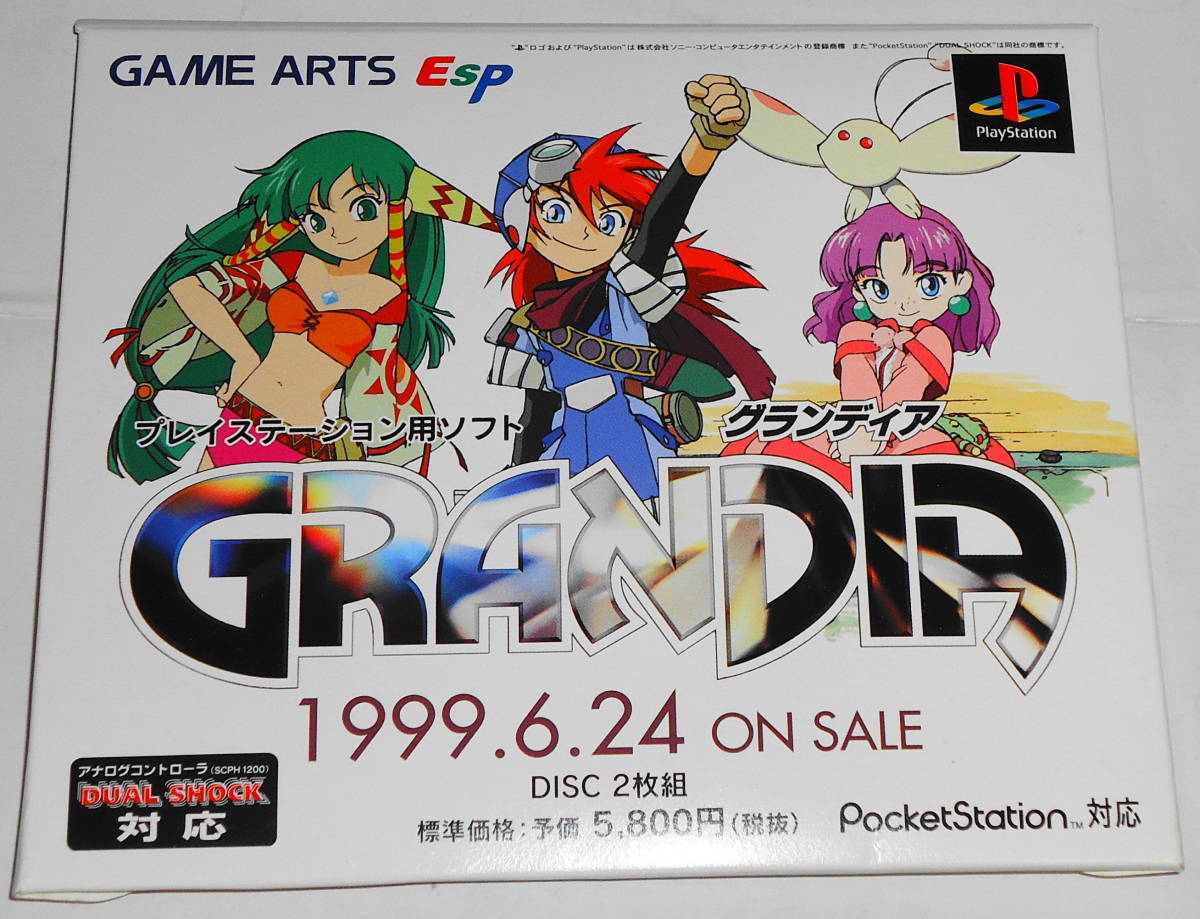 "PS"ロゴおよび"PlayStation"は株式会社ソニー・コンピュータエンタテインメントの登録商標 また"PocketStation" "DUAL SHOCK"は同社の商標です。
GAME ARTS ESP
PlayStation
プレイステーション用ソフト
グランディア
GRANDIA
1999.6.24 ON SALE
DISC 2枚組
標準価格:予価 5,800円(税抜)
アナログコントローラ(SCPH 1200)
DUAL SHOCK
対応
PocketStation™対応